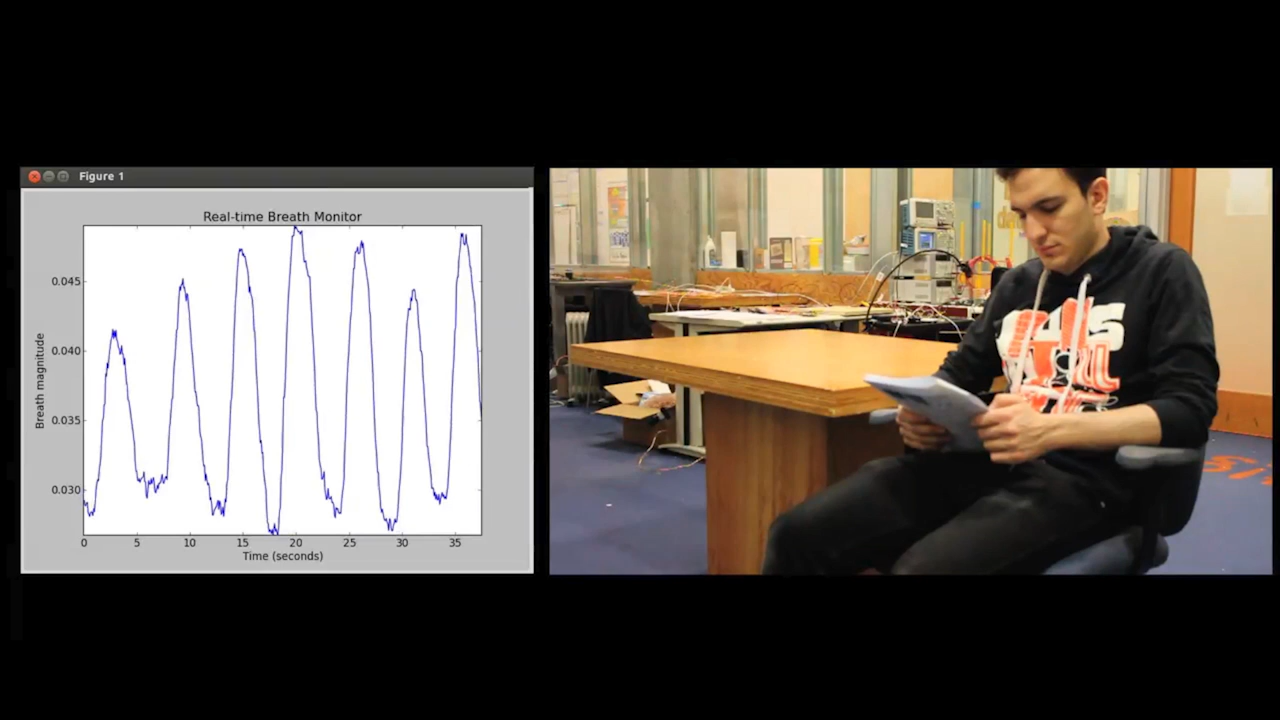 Figure 1
Real-time Breath Monitor
0.045
0.040
0.035
0.030
Breath magnitude
0 5 10 15 20 25 30 35
Time (seconds)